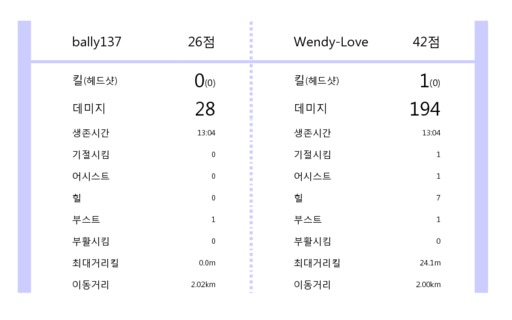 bally137 26점 Wendy-Love 42점
킬(헤드샷) 0(0) 킬(헤드샷) 1(0)
데미지 28 데미지 194
생존시간 13:04 생존시간 13:04
기절시킴 0 기절시킴 1
어시스트 0 어시스트 1
힐 0 힐 7
부스트 1 부스트 1
부활시킴 0 부활시킴 0
최대거리킬 0.0m 최대거리킬 24.1m
이동거리 2.02km 이동거리 2.00km